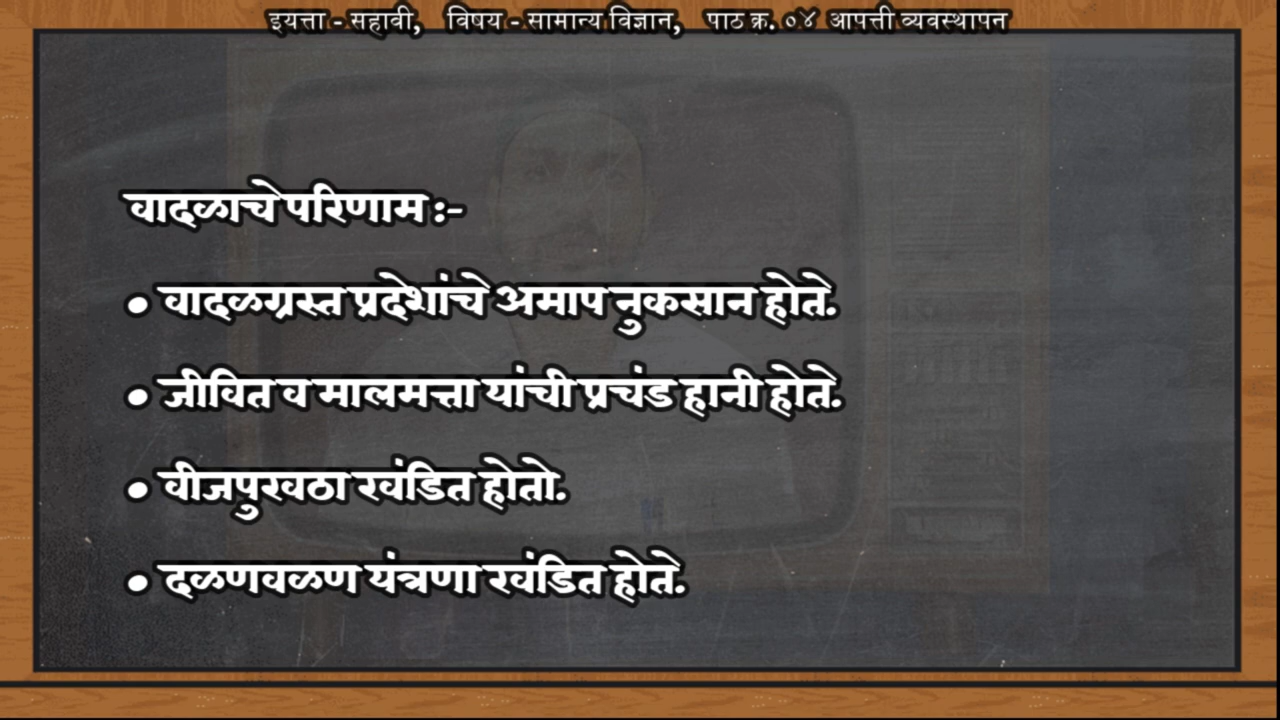 इयत्ता - सहावी, विषय - सामान्य विज्ञान, पाठ क्र. ०४ आपत्ती व्यवस्थापन
वादळाचे परिणाम :-
• वादळग्रस्त प्रदेशांचे अमाप नुकसान होते.
• जीवित व मालमत्ता यांची प्रचंड हानी होते.
• वीजपुरवठा खंडित होतो.
• दळणवळण यंत्रणा खंडित होते.